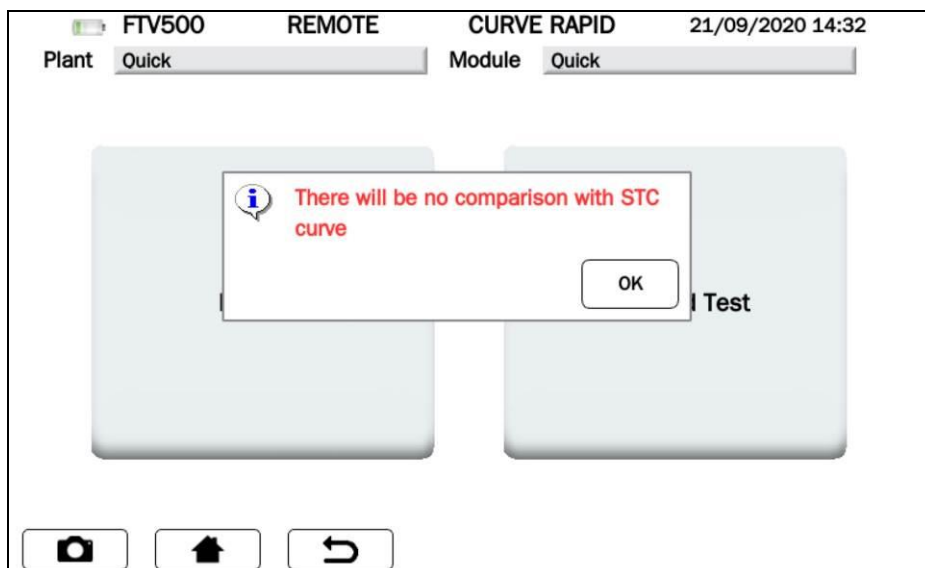 FTV500 REMOTE CURVE RAPID 21/09/2020 14:32
Plant Quick Module Quick
There will be no comparison with STC
curve
OK
Test